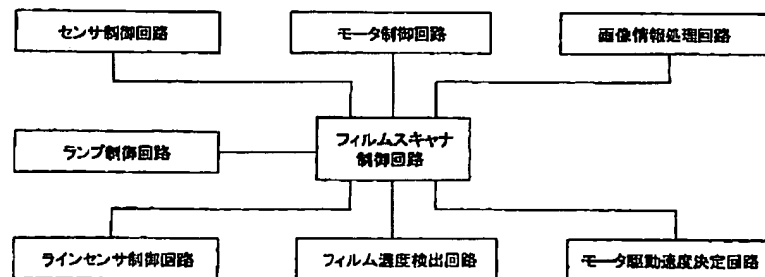 センサ制御回路
モータ制御回路
画像情報処理回路
フィルムスキャナ
制御回路
ランプ制御回路
ラインセンサ制御回路
フィルム濃度検出回路
モータ駆動速度決定回路